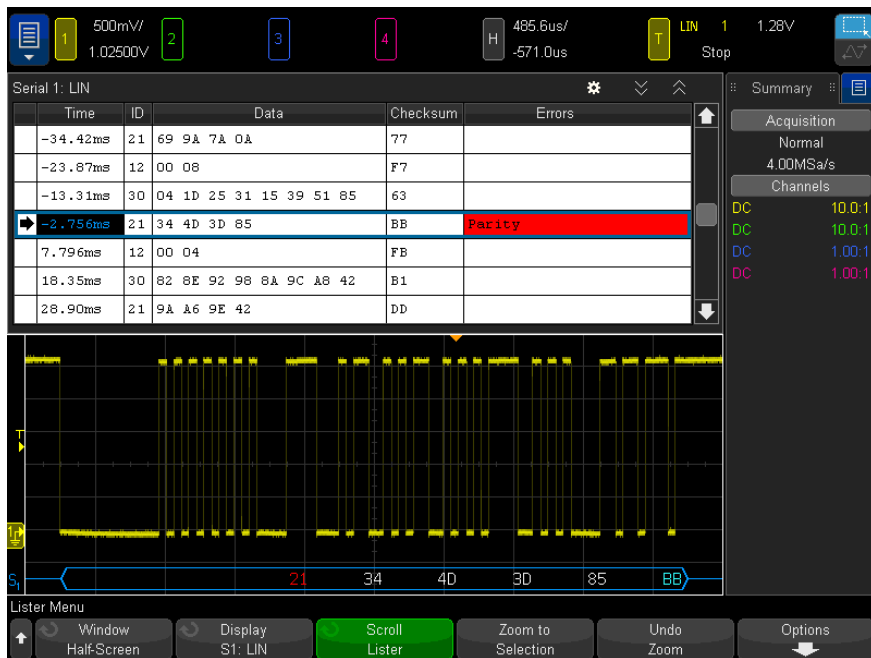 1 500mV/ 2 3 4 H 485.6us/ T LIN 1 1.28V
1.02500V -571.0us Stop
Serial 1: LIN
Time ID Data Checksum Errors
-34.42ms 21 69 9A 7A 0A 77
-23.87ms 12 00 08 F7
-13.31ms 30 04 1D 25 31 15 39 51 85 63
-2.756ms 21 34 4D 3D 85 BB Parity
7.796ms 12 00 04 FB
18.35ms 30 82 8E 92 98 8A 9C A8 42 B1
28.90ms 21 9A A6 9E 42 DD
Summary
Acquisition
Normal
4.00MSa/s
Channels
DC 10.0:1
DC 10.0:1
DC 1.00:1
DC 1.00:1
T
1
S1 21 34 4D 3D 85 BB
Lister Menu
Window
Half-Screen
Display
S1: LIN
Scroll
Lister
Zoom to
Selection
Undo
Zoom
Options